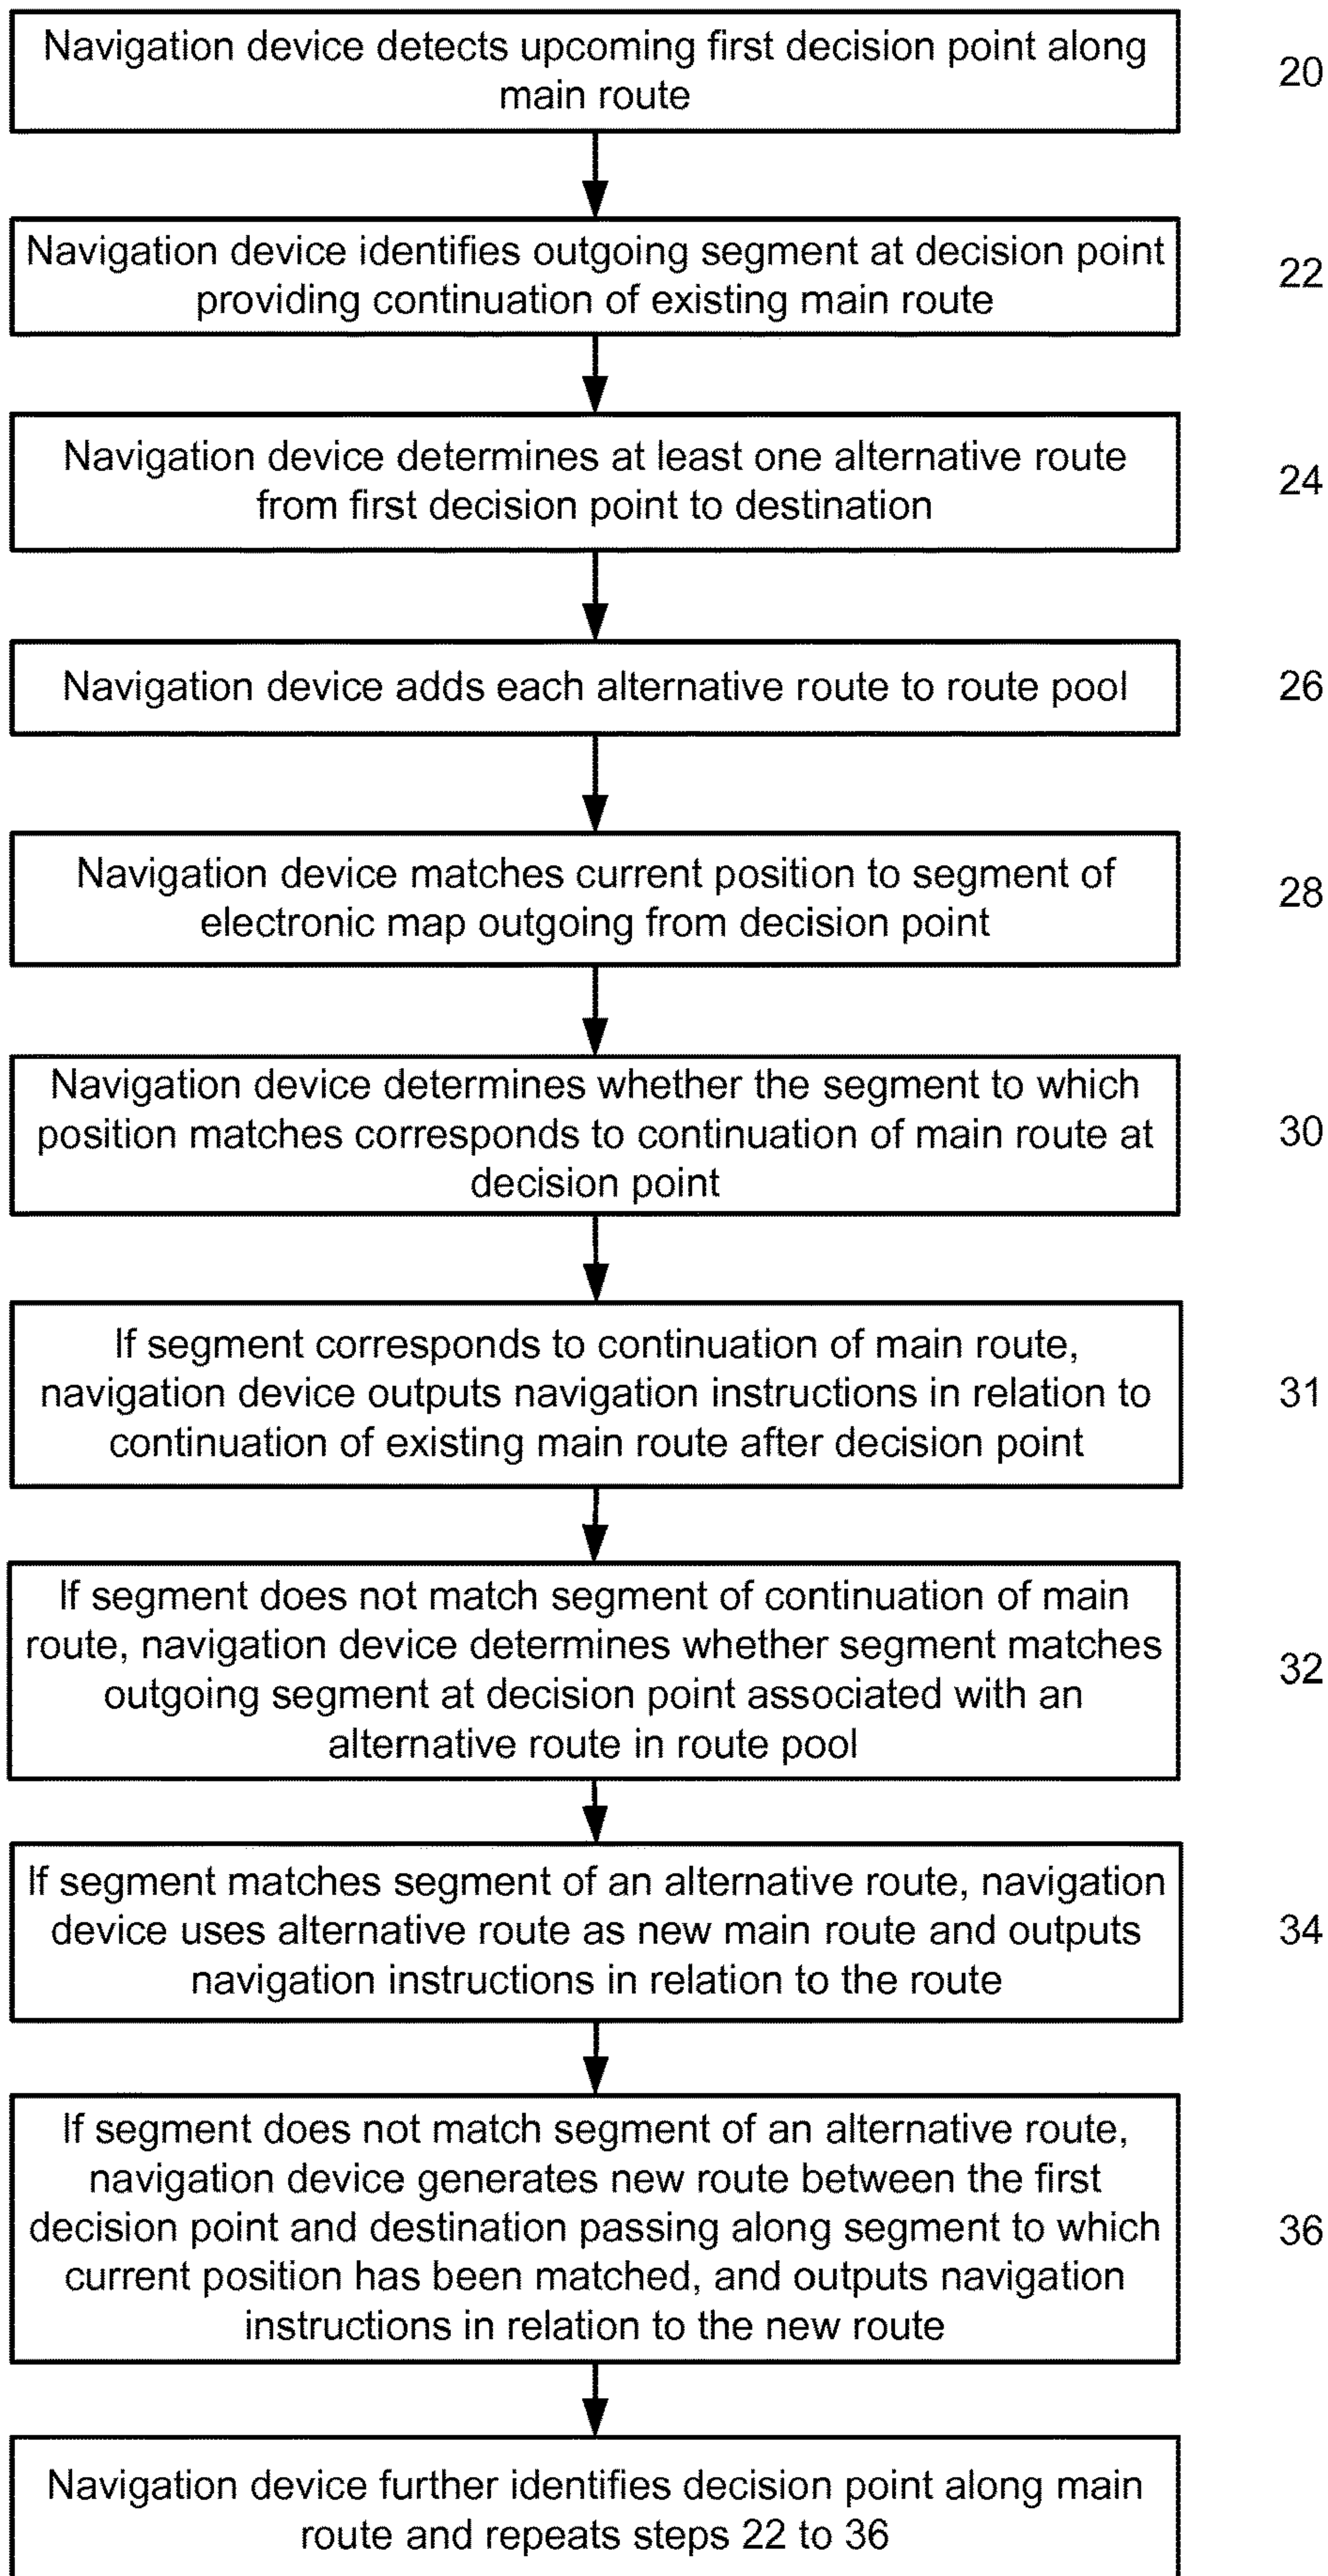 Navigation device detects upcoming first decision point along
main route
20
Navigation device identifies outgoing segment at decision point
providing continuation of existing main route
22
Navigation device determines at least one alternative route
from first decision point to destination
24
Navigation device adds each alternative route to route pool
26
Navigation device matches current position to segment of
electronic map outgoing from decision point
28
Navigation device determines whether the segment to which
position matches corresponds to continuation of main route at
decision point
30
If segment corresponds to continuation of main route,
navigation device outputs navigation instructions in relation to
continuation of existing main route after decision point
31
If segment does not match segment of continuation of main
route, navigation device determines whether segment matches
outgoing segment at decision point associated with an
alternative route in route pool
32
If segment matches segment of an alternative route, navigation
device uses alternative route as new main route and outputs
navigation instructions in relation to the route
34
If segment does not match segment of an alternative route,
navigation device generates new route between the first
decision point and destination passing along segment to which
current position has been matched, and outputs navigation
instructions in relation to the new route
36
Navigation device further identifies decision point along main
route and repeats steps 22 to 36